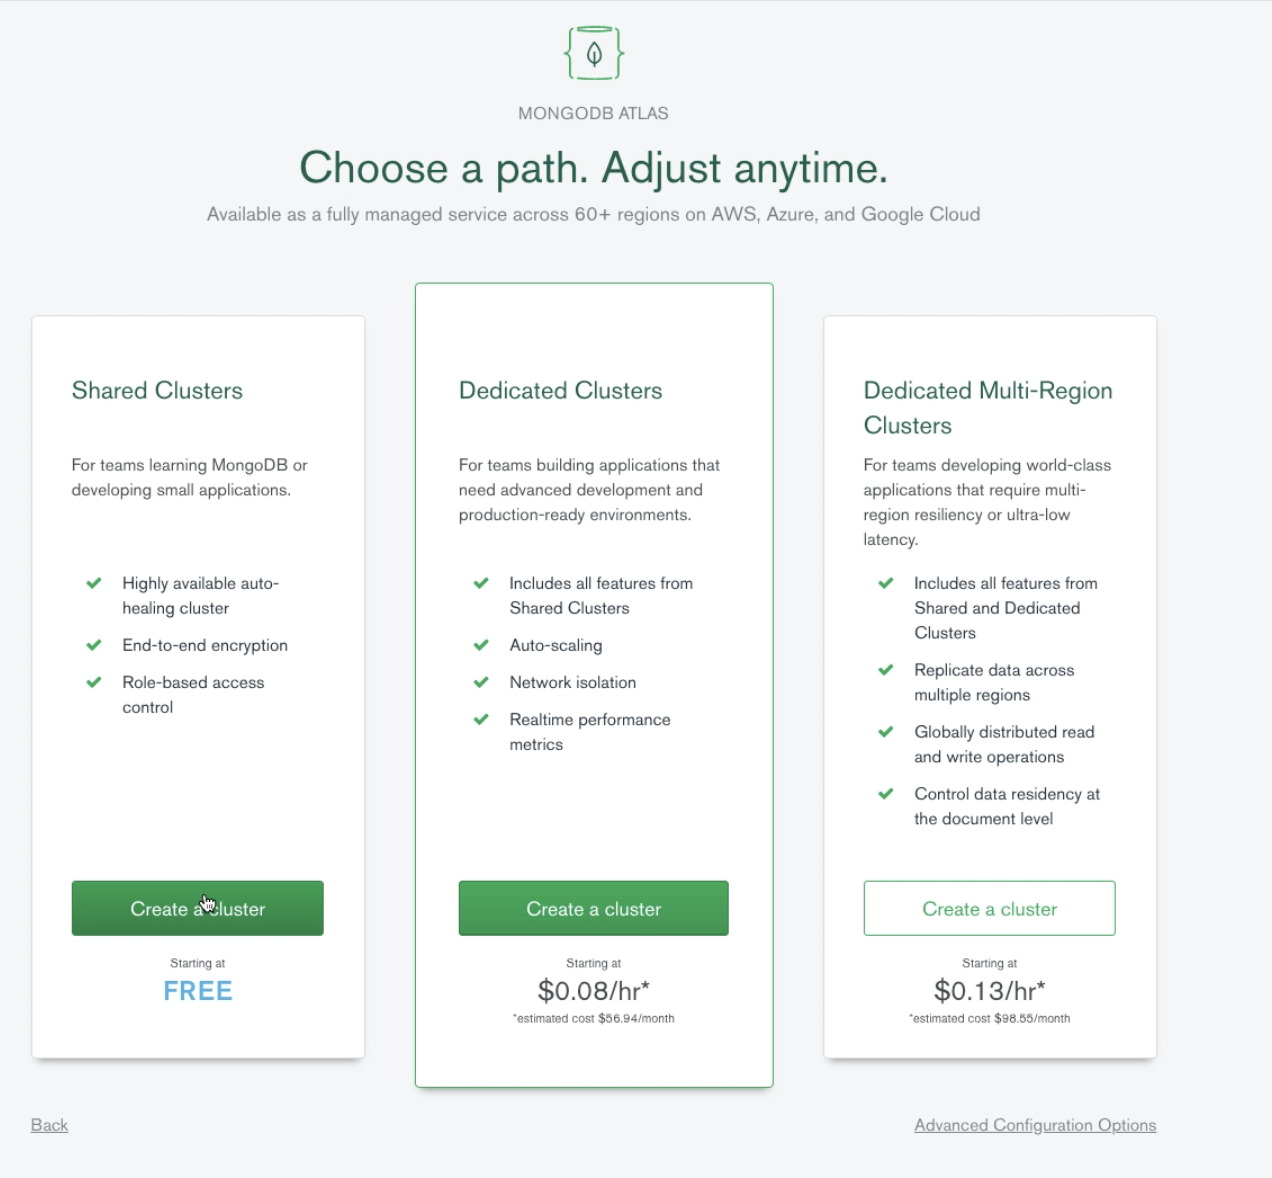 MONGODB ATLAS
Choose a path. Adjust anytime.
Available as a fully managed service across 60+ regions on AWS, Azure, and Google Cloud
Shared Clusters
For teams learning MongoDB or
developing small applications.
Highly available auto-
healing cluster
End-to-end encryption
Role-based access
control
Create a cluster
Starting at
FREE
Dedicated Clusters
For teams building applications that
need advanced development and
production-ready environments.
Includes all features from
Shared Clusters
Auto-scaling
Network isolation
Realtime performance
metrics
Create a cluster
Starting at
$0.08/hr*
*estimated cost $56.94/month
Dedicated Multi-Region
Clusters
For teams developing world-class
applications that require multi-
region resiliency or ultra-low
latency.
Includes all features from
Shared and Dedicated
Clusters
Replicate data across
multiple regions
Globally distributed read
and write operations
Control data residency at
the document level
Create a cluster
Starting at
$0.13/hr*
*estimated cost $98.55/month
Back
Advanced Configuration Options